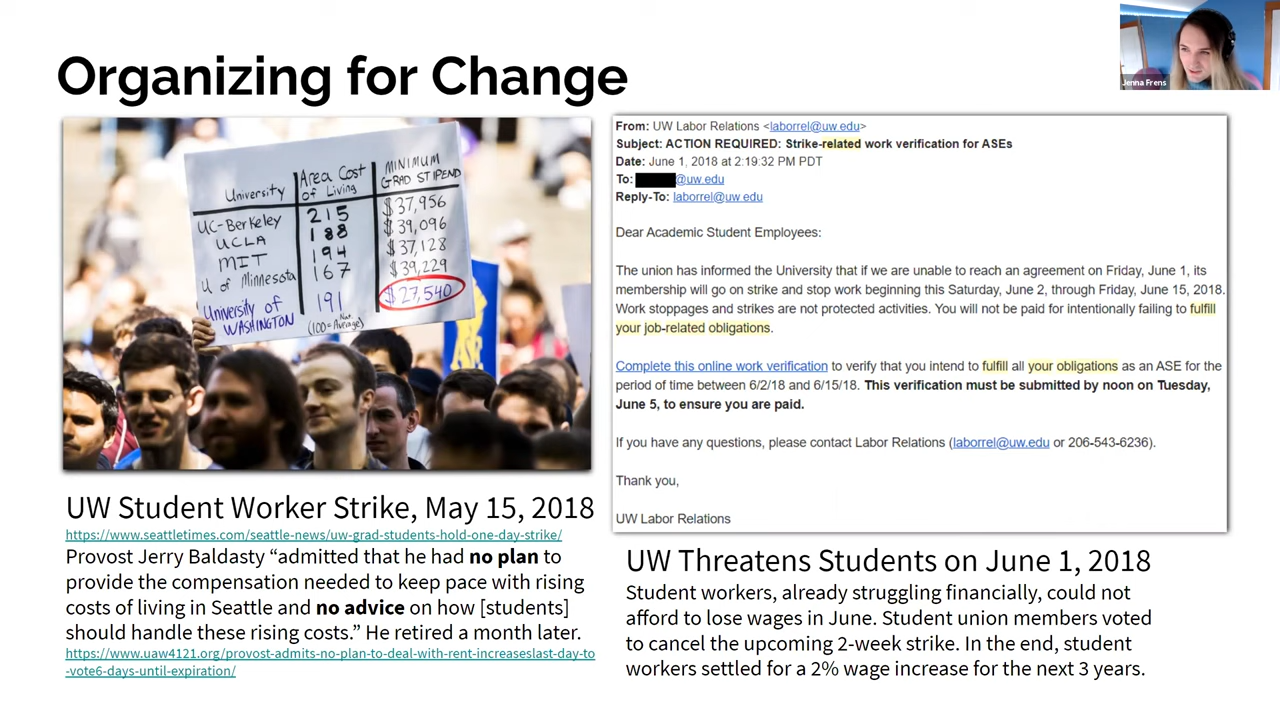 Organizing for Change
Jenna Frens
University
Area Cost
of Living
MINIMUM
GRAD STIPEND
UC-Berkeley 215 $37,956
UCLA 188 $39,096
MIT 194 $37,128
U of Minnesota 167 $39,229
University of
WASHINGTON 191 $27,540
(100=Nat. Average)
UW Student Worker Strike, May 15, 2018
https://www.seattletimes.com/seattle-news/uw-grad-students-hold-one-day-strike/
Provost Jerry Baldasty “admitted that he had no plan to
provide the compensation needed to keep pace with rising
costs of living in Seattle and no advice on how [students]
should handle these rising costs.” He retired a month later.
https://www.uaw4121.org/provost-admits-no-plan-to-deal-with-rent-increaseslast-day-to
-vote6-days-until-expiration/
From: UW Labor Relations <laborrel@uw.edu>
Subject: ACTION REQUIRED: Strike-related work verification for ASEs
Date: June 1, 2018 at 2:19:32 PM PDT
To: @uw.edu
Reply-To: laborrel@uw.edu
Dear Academic Student Employees:
The union has informed the University that if we are unable to reach an agreement on Friday, June 1, its
membership will go on strike and stop work beginning this Saturday, June 2, through Friday, June 15, 2018.
Work stoppages and strikes are not protected activities. You will not be paid for intentionally failing to fulfill
your job-related obligations.
Complete this online work verification to verify that you intend to fulfill all your obligations as an ASE for the
period of time between 6/2/18 and 6/15/18. This verification must be submitted by noon on Tuesday,
June 5, to ensure you are paid.
If you have any questions, please contact Labor Relations (laborrel@uw.edu or 206-543-6236).
Thank you,
UW Labor Relations
UW Threatens Students on June 1, 2018
Student workers, already struggling financially, could not
afford to lose wages in June. Student union members voted
to cancel the upcoming 2-week strike. In the end, student
workers settled for a 2% wage increase for the next 3 years.